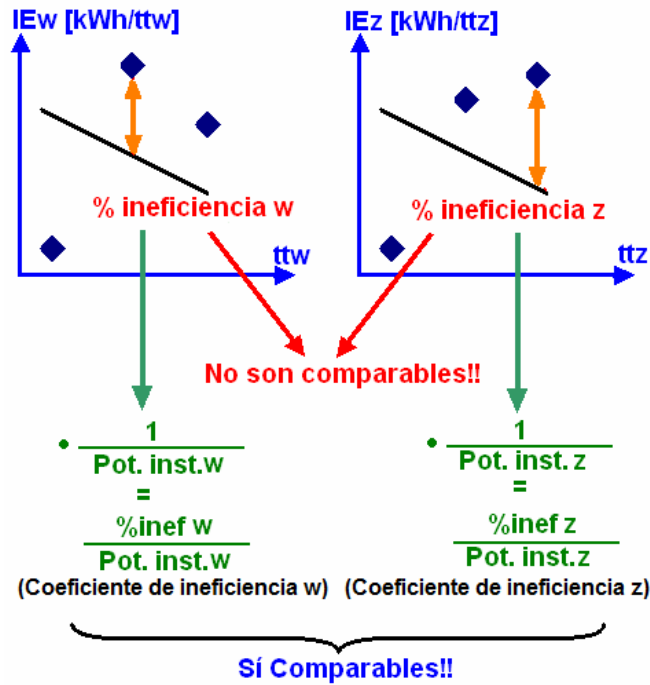 IEw [kWh/ttw]
IEz [kWh/ttz]
% ineficiencia w
% ineficiencia z
ttw
ttz
No son comparables!!
• 1
Pot. inst.w
=
%inef w
Pot. inst.w
(Coeficiente de ineficiencia w)
• 1
Pot. inst.z
=
%inef z
Pot. inst.z
(Coeficiente de ineficiencia z)
Sí Comparables!!